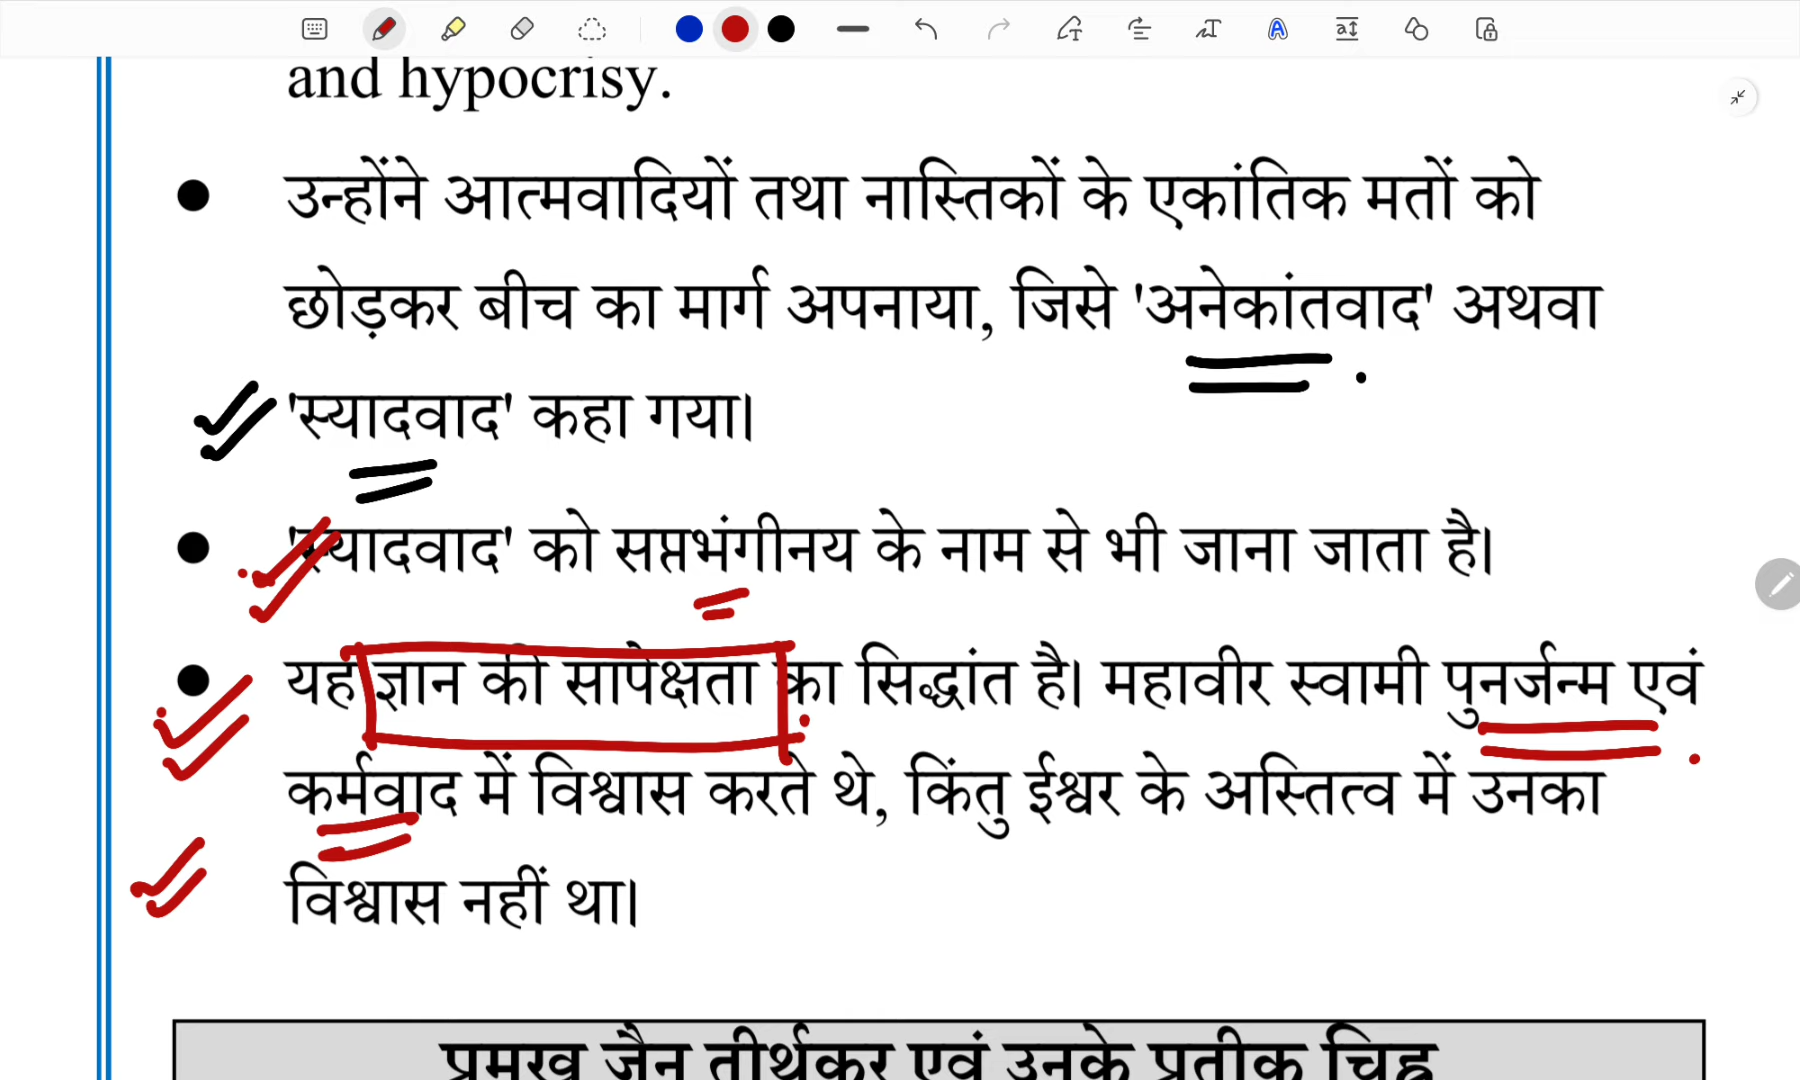 and hypocrisy.
● उन्होंने आत्मवादियों तथा नास्तिकों के एकांतिक मतों को
छोड़कर बीच का मार्ग अपनाया, जिसे 'अनेकांतवाद' अथवा
'स्यादवाद' कहा गया।
● 'स्यादवाद' को सप्तभंगीनय के नाम से भी जाना जाता है।
● यह ज्ञान की सापेक्षता का सिद्धांत है। महावीर स्वामी पुनर्जन्म एवं
कर्मवाद में विश्वास करते थे, किंतु ईश्वर के अस्तित्व में उनका
विश्वास नहीं था।
प्रमुख जैन तीर्थंकर एवं उनके प्रतीक चिह्न